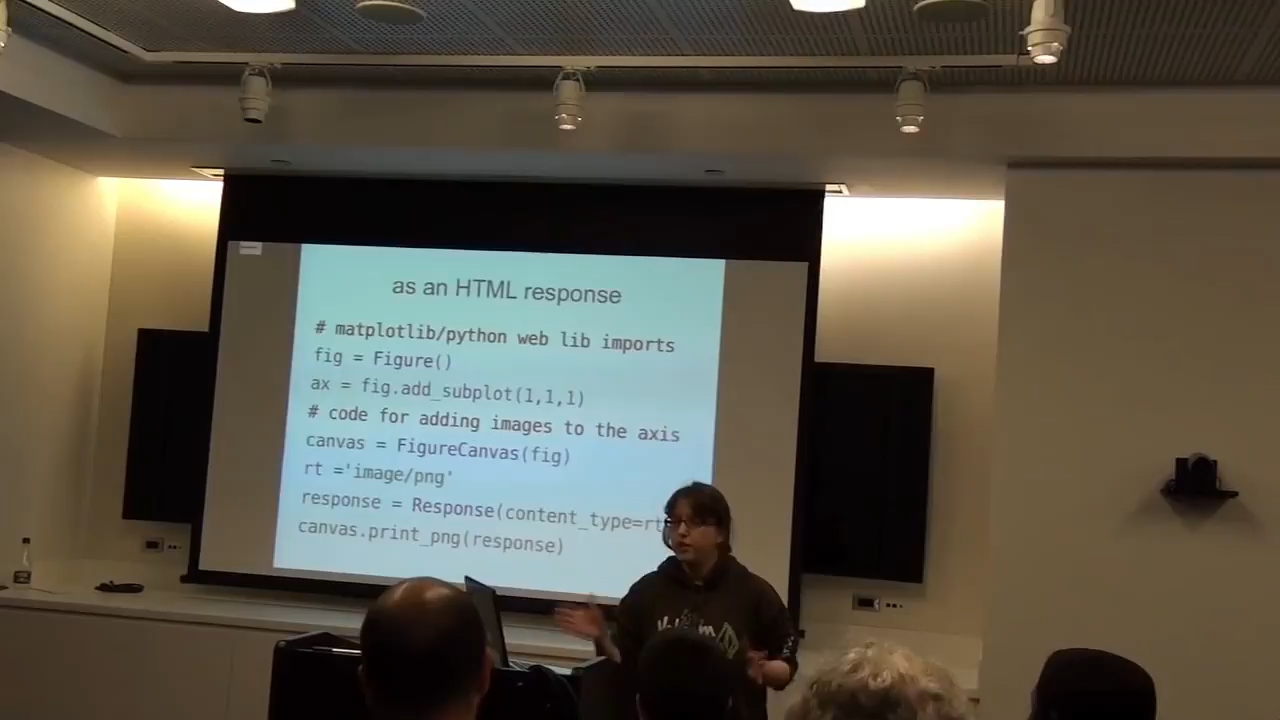 as an HTML response
# matplotlib/python web lib imports
fig = Figure()
ax = fig.add_subplot(1,1,1)
# code for adding images to the axis
canvas = FigureCanvas(fig)
rt ='image/png'
response = Response(content_type=rt
canvas.print_png(response)